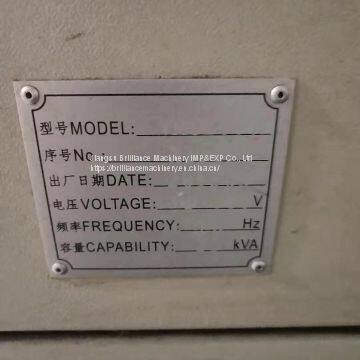 型号MODEL:
序号No.:
Tianjin Brilliance Machinery IMP&EXP Co., Ltd
https://brilliancemachinery.en.china.cn/
出厂日期DATE:
电压VOLTAGE: V
频率FREQUENCY: Hz
容量CAPABILITY: kVA